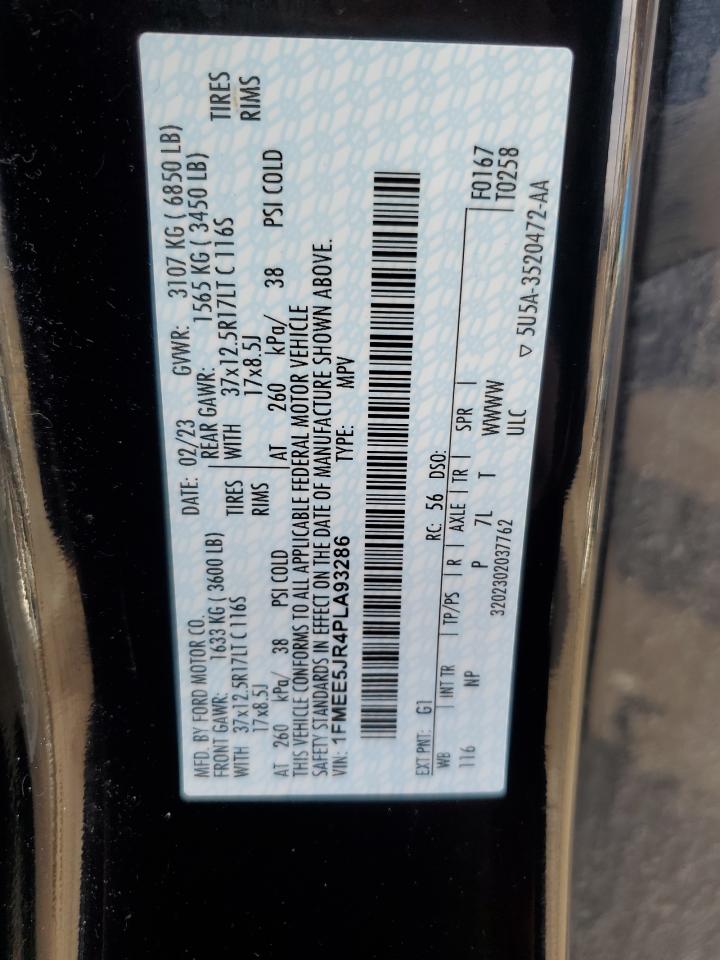 MFD. BY FORD MOTOR CO. DATE: 02/23 GVWR: 3107 KG ( 6850 LB)
FRONT GAWR: 1633 KG ( 3600 LB) REAR GAWR: 1565 KG ( 3450 LB)
WITH 37x12.5R17LT C 116S TIRES WITH 37x12.5R17LT C 116S TIRES
17x8.5J RIMS 17x8.5J RIMS
AT 260 kPa/ 38 PSI COLD AT 260 kPa/ 38 PSI COLD
THIS VEHICLE CONFORMS TO ALL APPLICABLE FEDERAL MOTOR VEHICLE
SAFETY STANDARDS IN EFFECT ON THE DATE OF MANUFACTURE SHOWN ABOVE.
VIN: 1FMEE5JR4PLA93286 TYPE: MPV
EXT PNT: G1 RC: 56 DSO: F0167
WB INT TR TP/PS R AXLE TR SPR T0258
116 NP P 7L T WWWW
3202302037762 ULC ▽ 5U5A-3520472-AA